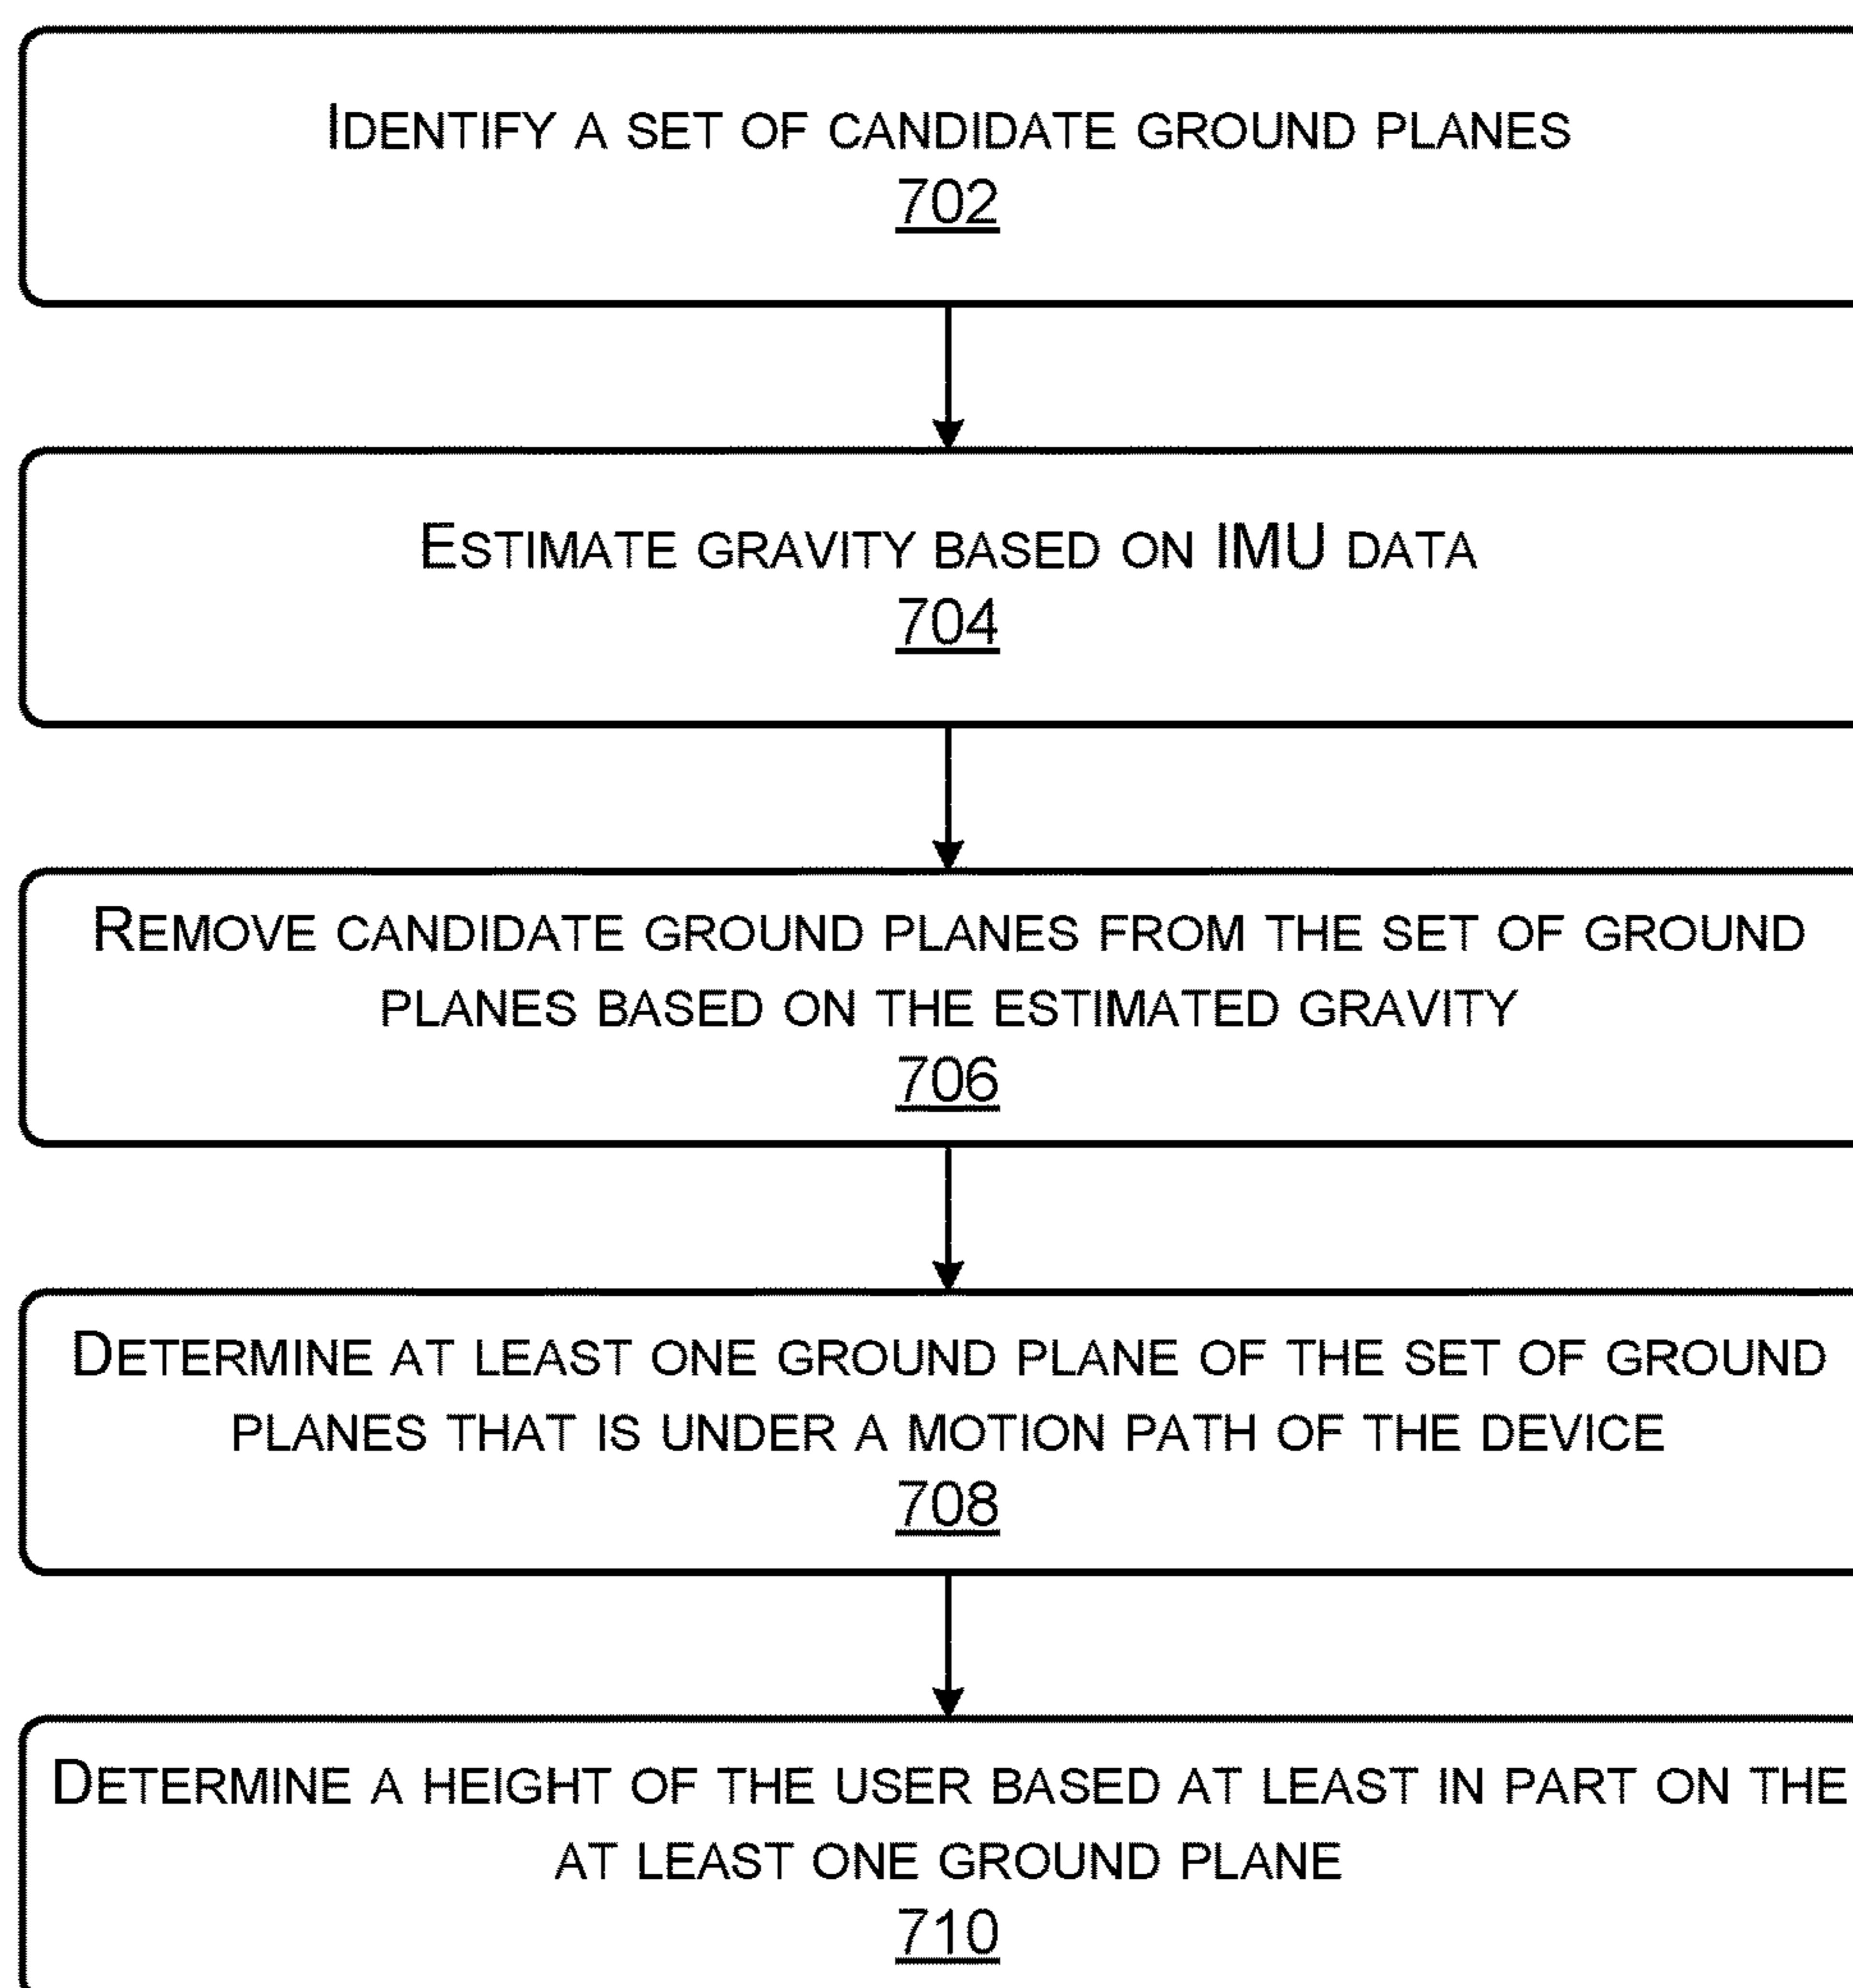 IDENTIFY A SET OF CANDIDATE GROUND PLANES
702
ESTIMATE GRAVITY BASED ON IMU DATA
704
REMOVE CANDIDATE GROUND PLANES FROM THE SET OF GROUND
PLANES BASED ON THE ESTIMATED GRAVITY
706
DETERMINE AT LEAST ONE GROUND PLANE OF THE SET OF GROUND
PLANES THAT IS UNDER A MOTION PATH OF THE DEVICE
708
DETERMINE A HEIGHT OF THE USER BASED AT LEAST IN PART ON THE
AT LEAST ONE GROUND PLANE
710